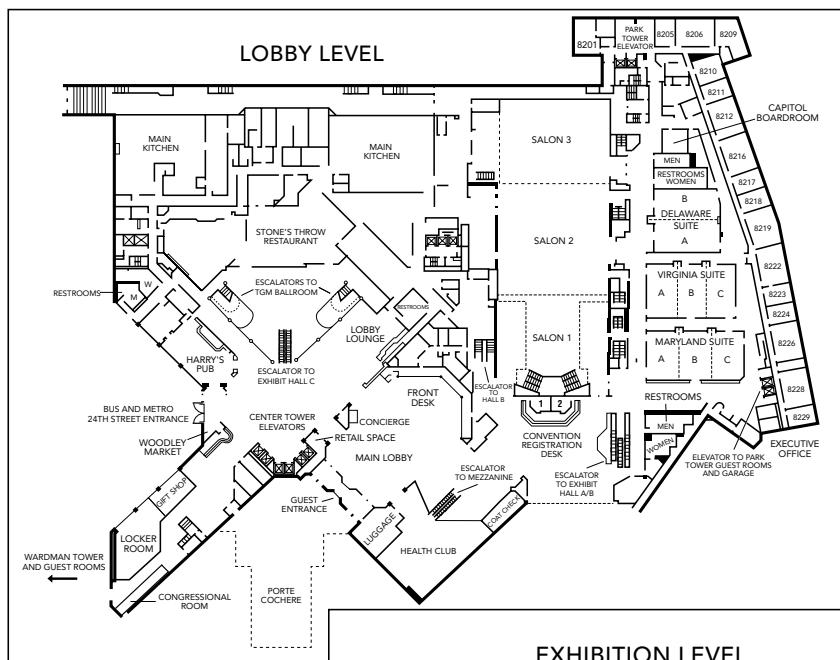 LOBBY LEVEL
8201
PARK
TOWER
ELEVATOR
8205
8206
8209
8210
8211
8212
CAPITOL
BOARDROOM
8216
8217
8218
8219
8222
8223
8224
8226
8228
8229
MAIN
KITCHEN
MAIN
KITCHEN
SALON 3
MEN
RESTROOMS
WOMEN
B
DELAWARE
SUITE
A
STONE'S THROW
RESTAURANT
SALON 2
VIRGINIA SUITE
A
B
C
RESTROOMS
W
M
ESCALATORS TO
TGM BALLROOM
RESTROOMS
LOBBY
LOUNGE
SALON 1
MARYLAND SUITE
A
B
C
HARRY'S
PUB
ESCALATOR TO
EXHIBIT HALL C
FRONT
DESK
ESCALATOR
TO
HALL B
RESTROOMS
MEN
WOMEN
BUS AND METRO
24TH STREET ENTRANCE
CENTER TOWER
ELEVATORS
CONCIERGE
1
2
WOODLEY
MARKET
RETAIL SPACE
MAIN LOBBY
CONVENTION
REGISTRATION
DESK
EXECUTIVE
OFFICE
ELEVATOR TO PARK
TOWER GUEST ROOMS
AND GARAGE
ESCALATOR
TO MEZZANINE
ESCALATOR
TO EXHIBIT
HALL A/B
GIFT SHOP
GUEST
ENTRANCE
COAT CHECK
LUGGAGE
LOCKER
ROOM
HEALTH CLUB
WARDMAN TOWER
AND GUEST ROOMS
CONGRESSIONAL
ROOM
PORTE
COCHERE
EXHIBITION LEVEL